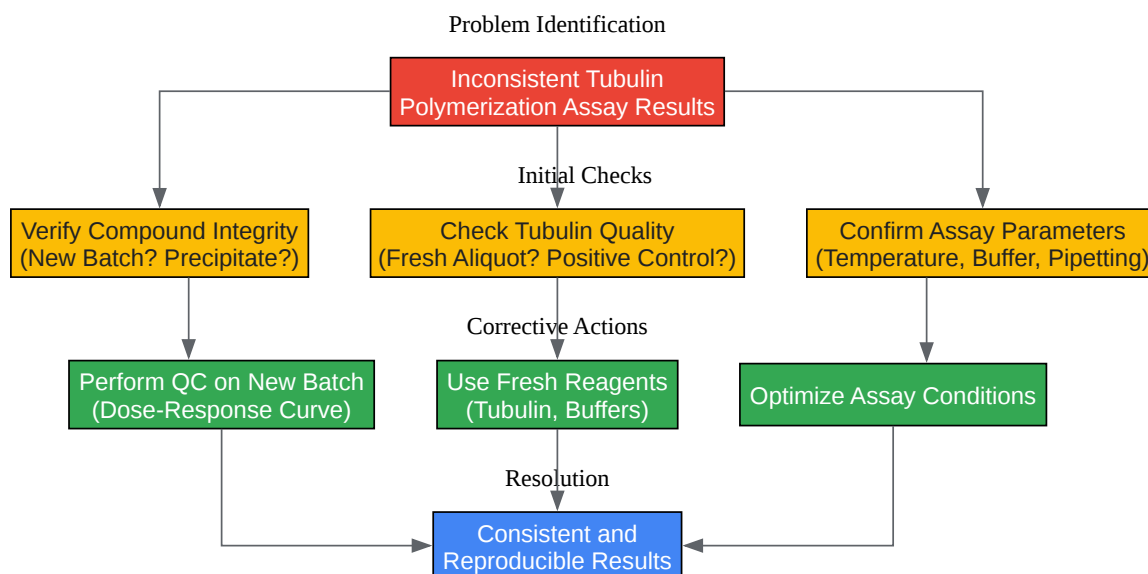 Problem Identification
Inconsistent Tubulin
Polymerization Assay Results
Initial Checks
Verify Compound Integrity
(New Batch? Precipitate?)
Check Tubulin Quality
(Fresh Aliquot? Positive Control?)
Confirm Assay Parameters
(Temperature, Buffer, Pipetting)
Corrective Actions
Perform QC on New Batch
(Dose-Response Curve)
Use Fresh Reagents
(Tubulin, Buffers)
Optimize Assay Conditions
Resolution
Consistent and
Reproducible Results